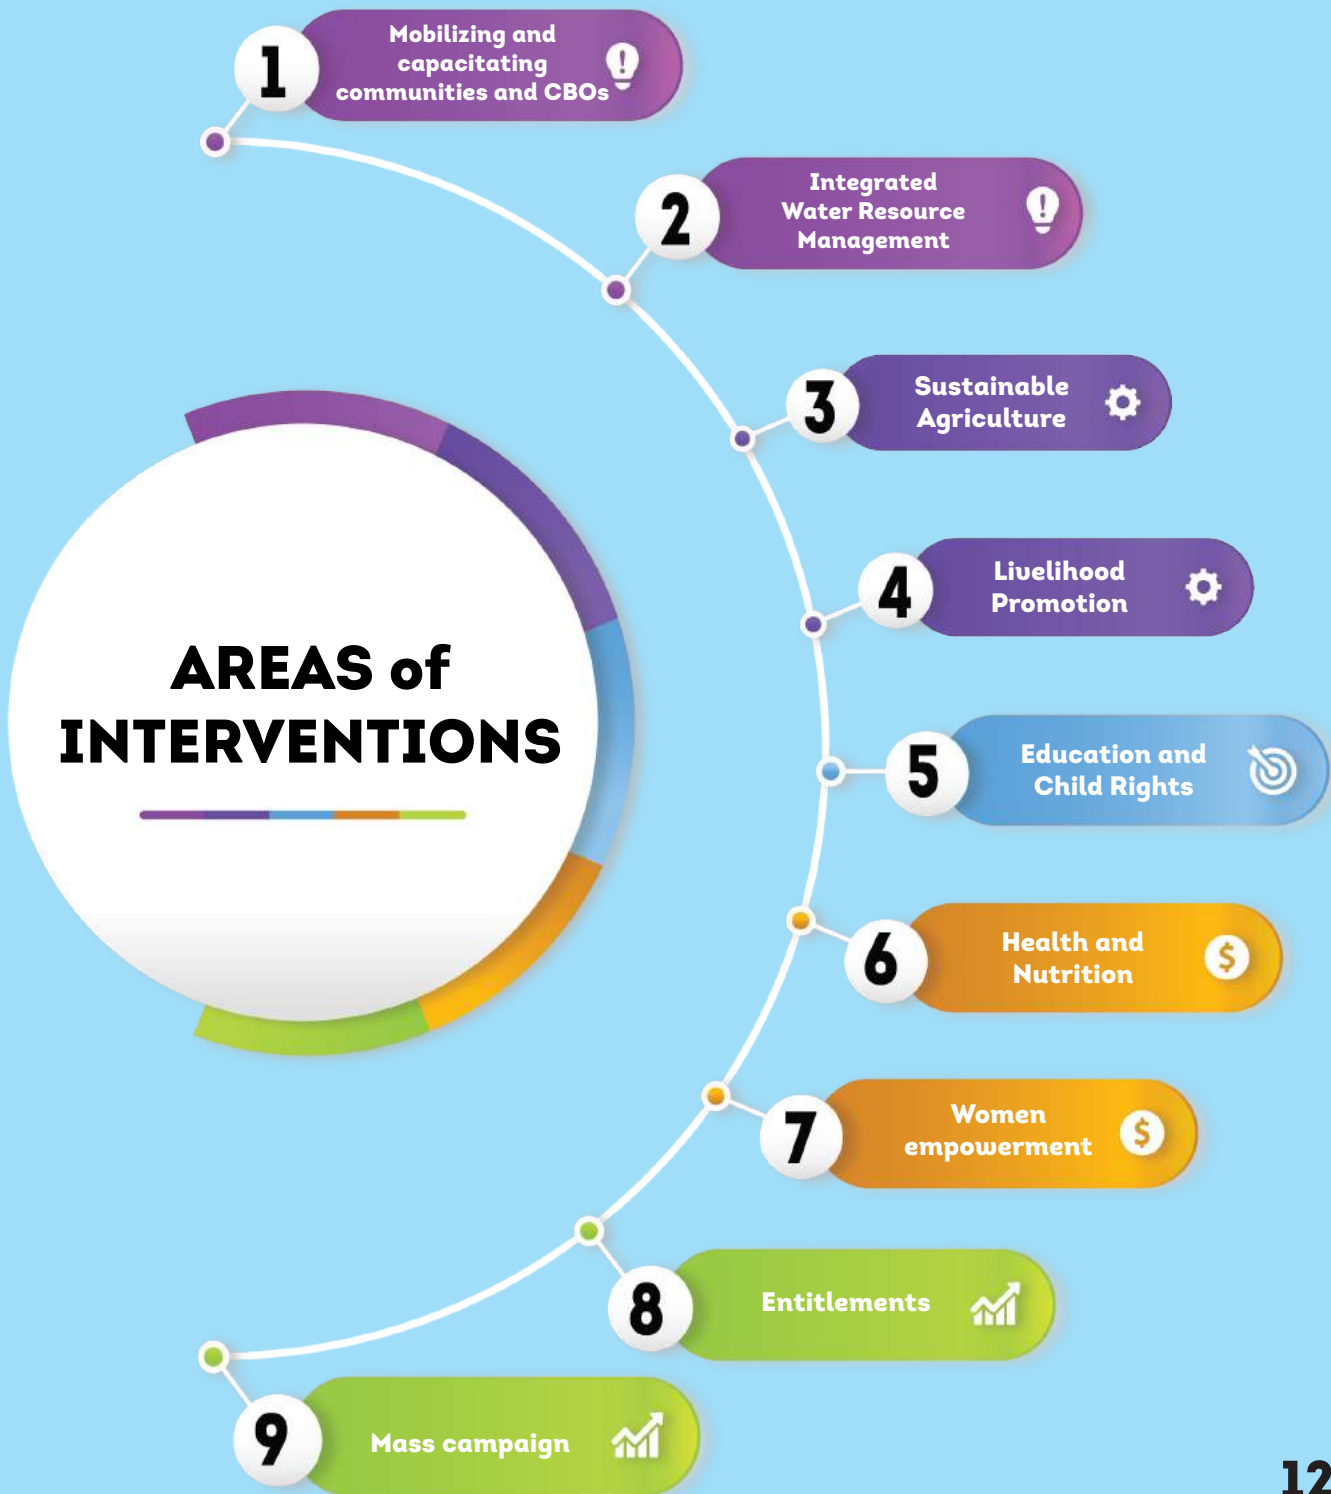 1
Mobilizing and
capacitating
communities and CBOs
2
Integrated
Water Resource
Management
3
Sustainable
Agriculture
4
Livelihood
Promotion
AREAS of
INTERVENTIONS
5
Education and
Child Rights
6
Health and
Nutrition
7
Women
empowerment
8
Entitlements
9
Mass campaign
12